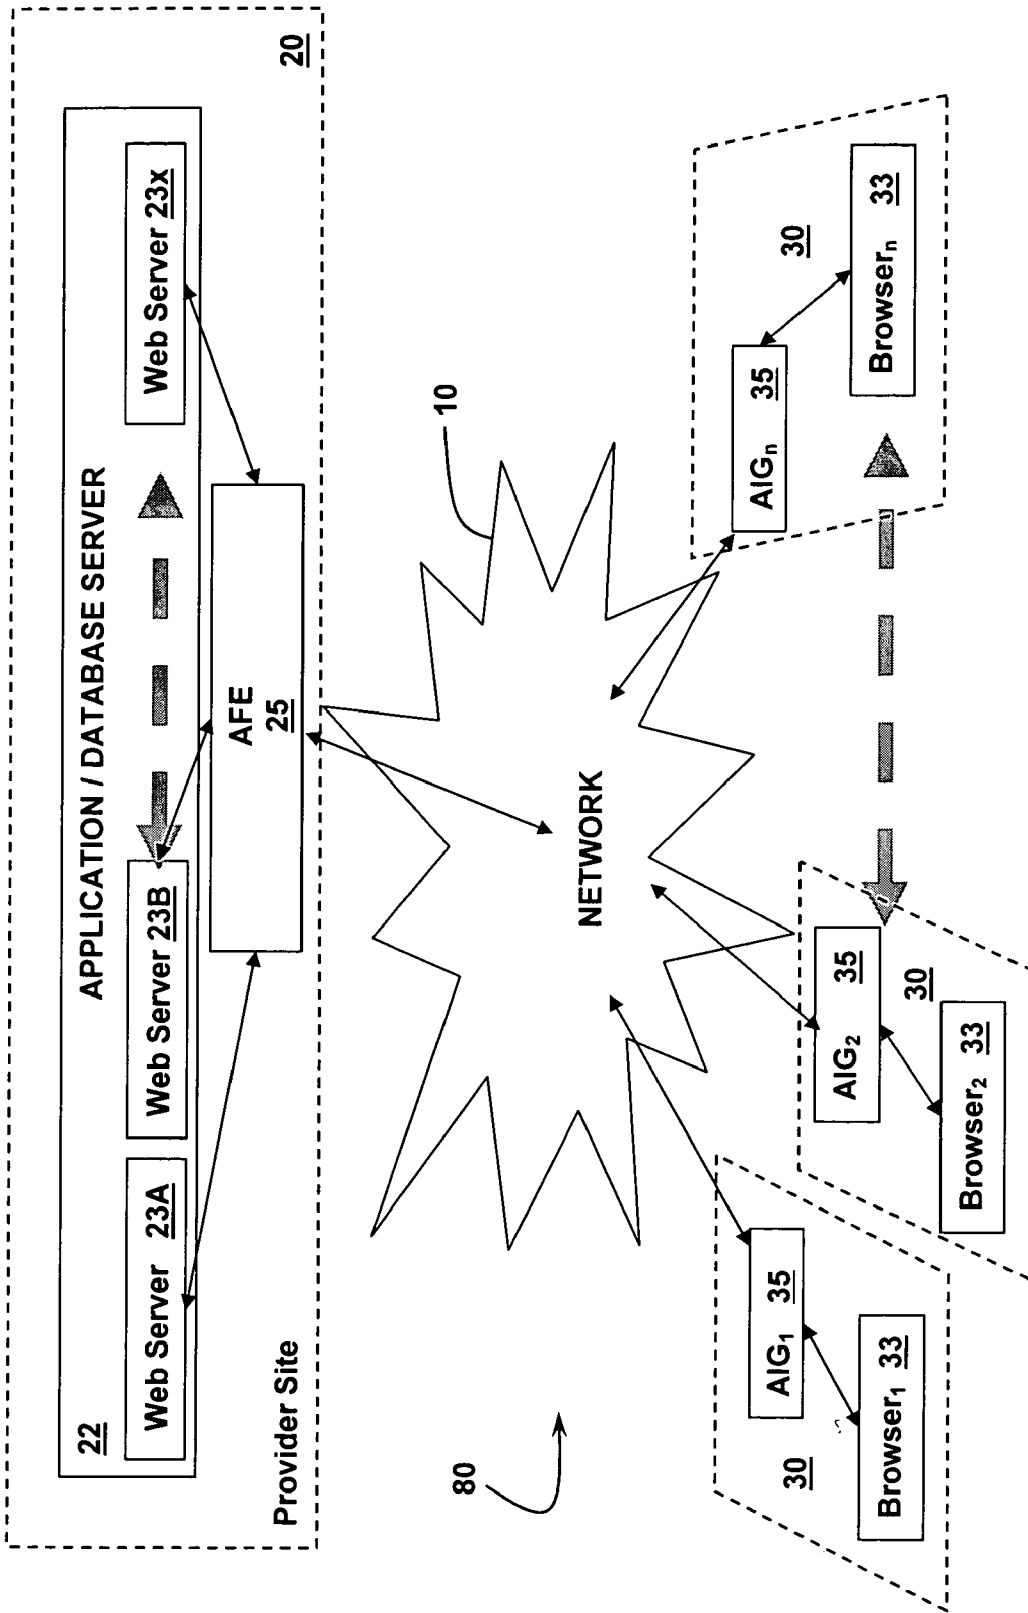 APPLICATION / DATABASE SERVER
22
Web Server 23A
Web Server 23B
Web Server 23x
AFE
25
Provider Site
20
10
NETWORK
80
AIG1 35
30
Browser1 33
AIG2 35
30
Browser2 33
AIGn 35
30
Browsern 33